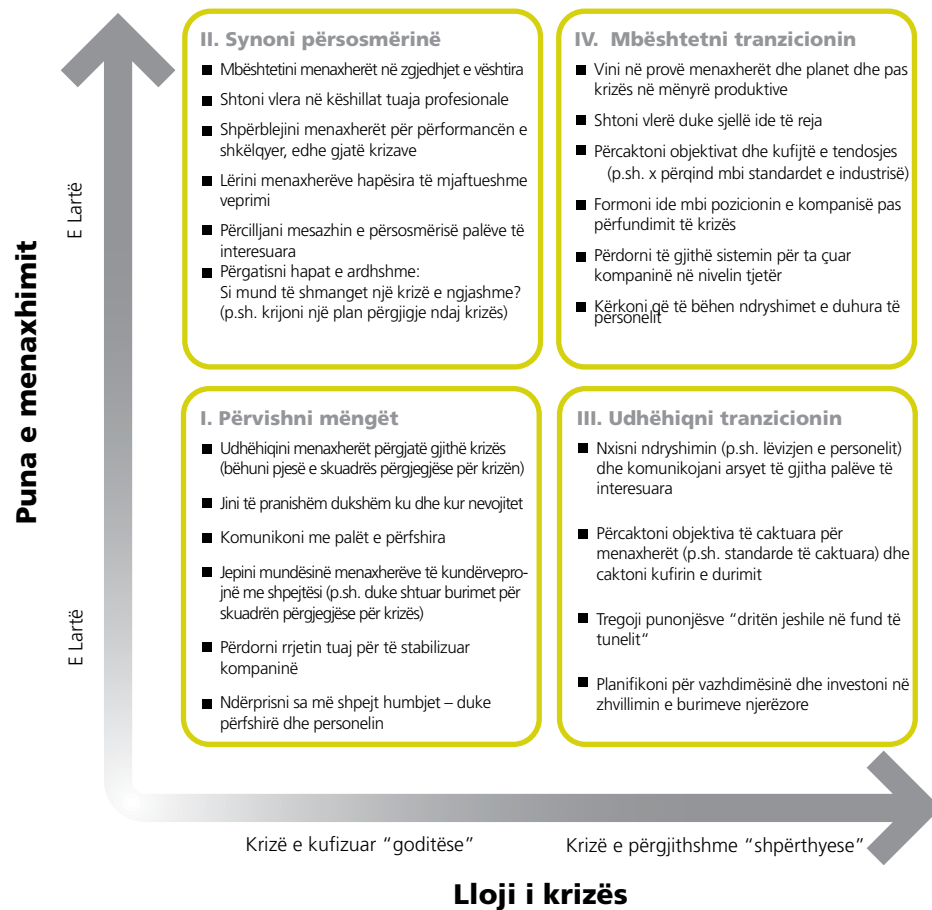 Puna e menaxhimit
E Lartë
E Lartë
II. Synoni përsosmërinë
■ Mbështetini menaxherët në zgjedhjet e vështira
■ Shtoni vlera në këshillat tuaja profesionale
■ Shpërblejini menaxherët për përformancën e
shkëlqyer, edhe gjatë krizave
■ Lërini menaxherëve hapësira të mjaftueshme
veprimi
■ Përcilljani mesazhin e përsosmërisë palëve të
interesuara
■ Përgatisni hapat e ardhshme:
Si mund të shmanget një krizë e ngjashme?
(p.sh. krijoni një plan përgjigje ndaj krizës)
IV. Mbështetni tranzicionin
■ Vini në provë menaxherët dhe planet dhe pas
krizës në mënyrë produktive
■ Shtoni vlerë duke sjellë ide të reja
■ Përcaktoni objektivat dhe kufijtë e tendosjes
(p.sh. x përqind mbi standardet e industrisë)
■ Formoni ide mbi pozicionin e kompanisë pas
përfundimit të krizës
■ Përdorni të gjithë sistemin për ta çuar
kompaninë në nivelin tjetër
■ Kërkoni që të bëhen ndryshimet e duhura të
personelit
I. Përvishni mëngët
■ Udhëhiqini menaxherët përgjatë gjithë krizës
(bëhuni pjesë e skuadrës përgjegjëse për krizën)
■ Jini të pranishëm dukshëm ku dhe kur nevojitet
■ Komunikoni me palët e përfshira
■ Jepini mundësinë menaxherëve të kundërvepro-
jnë me shpejtësi (p.sh. duke shtuar burimet për
skuadrën përgjegjëse për krizës)
■ Përdorni rrjetin tuaj për të stabilizuar
kompaninë
■ Ndërprisni sa më shpejt humbjet – duke
përfshirë dhe personelin
III. Udhëhiqni tranzicionin
■ Nxisni ndryshimin (p.sh. lëvizjen e personelit)
dhe komunikojani arsyet të gjitha palëve të
interesuara
■ Përcaktoni objektiva të caktuara për
menaxherët (p.sh. standarde të caktuara) dhe
caktoni kufirin e durimit
■ Tregoji punonjësve “dritën jeshile në fund të
tunelit“
■ Planifikoni për vazhdimësinë dhe investoni në
zhvillimin e burimeve njerëzore
Krizë e kufizuar “goditëse”
Krizë e përgjithshme “shpërthyese”
Lloji i krizës